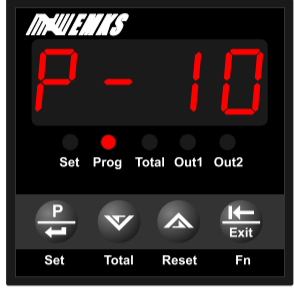 EMKS
P-10
Set Prog Total Out1 Out2
P Exit
Set Total Reset Fn